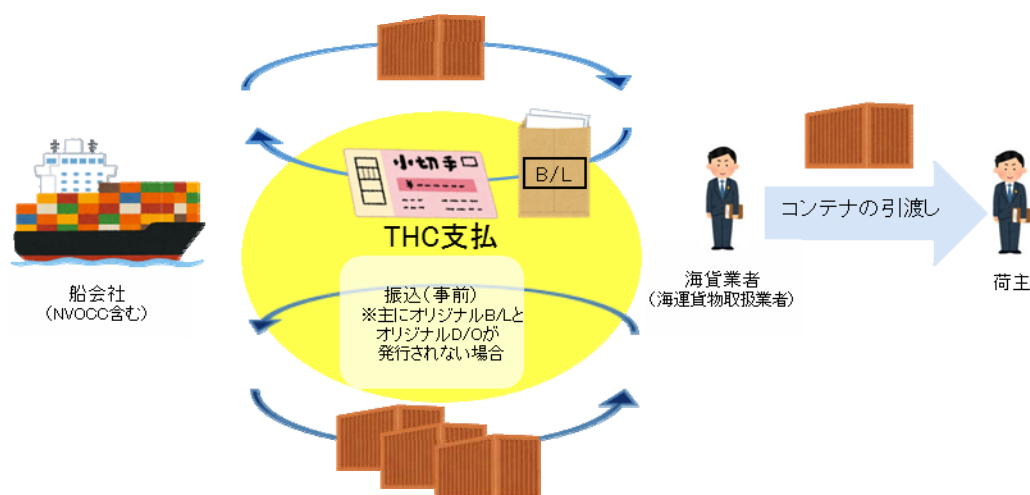 小切手
¥------
B/L
THC支払
船会社
(NVOCC含む)
振込(事前)
※主にオリジナルB/Lと
オリジナルD/Oが
発行されない場合
海貨業者
(海運貨物取扱業者)
コンテナの引渡し
荷主